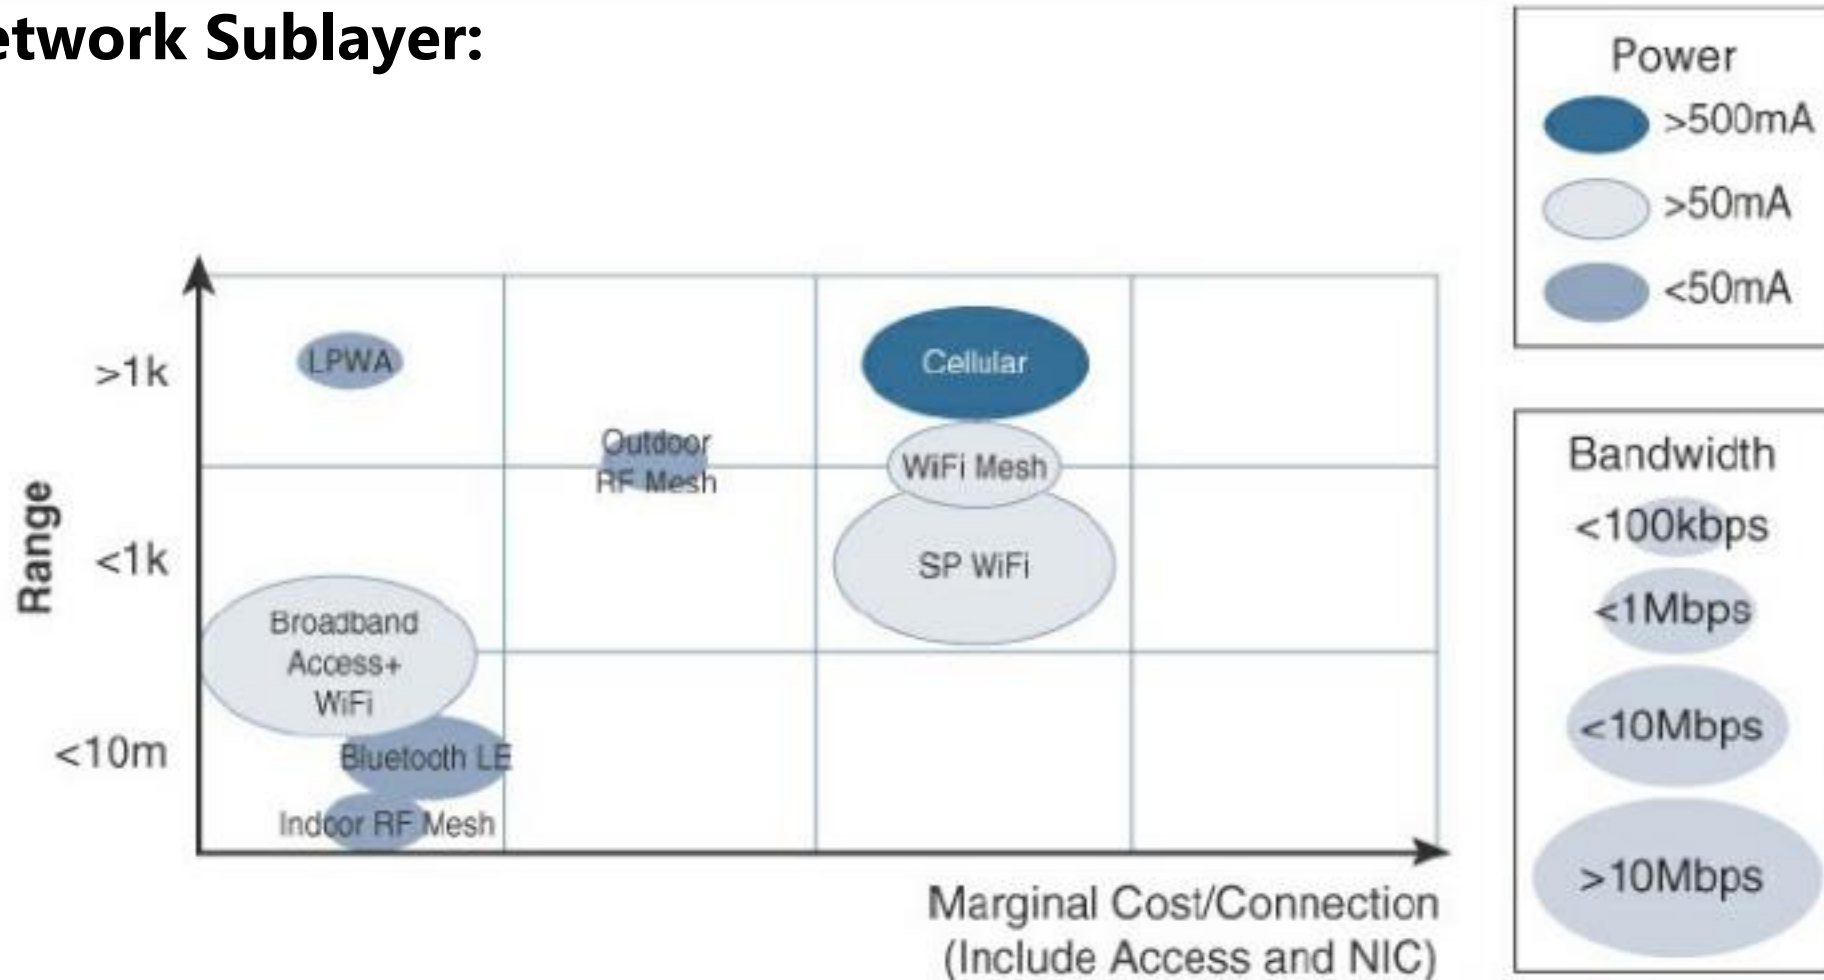 etwork Sublayer:
Power
>500mA
>50mA
<50mA
>1k
LPWA
Cellular
Outdoor
RF Mesh
WiFi Mesh
Range
<1k
SP WiFi
Broadband
Access+
WiFi
<10m
Bluetooth LE
Indoor RF Mesh
Marginal Cost/Connection
(Include Access and NIC)
Bandwidth
<100kbps
<1Mbps
<10Mbps
>10Mbps